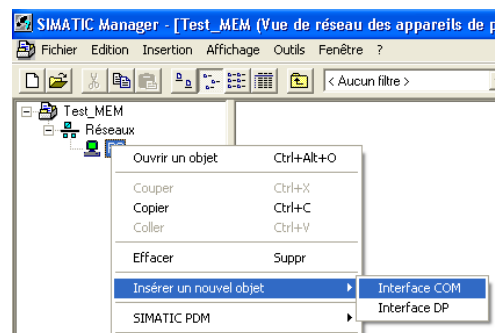 SIMATIC Manager - [Test_MEM (Vue de réseau des appareils de p
Fichier Edition Insertion Affichage Outils Fenêtre ?
< Aucun filtre >
Test_MEM
Réseaux
Ouvrir un objet Ctrl+Alt+O
Couper Ctrl+X
Copier Ctrl+C
Coller Ctrl+V
Effacer Suppr
Insérer un nouvel objet Interface COM
Interface DP
SIMATIC PDM